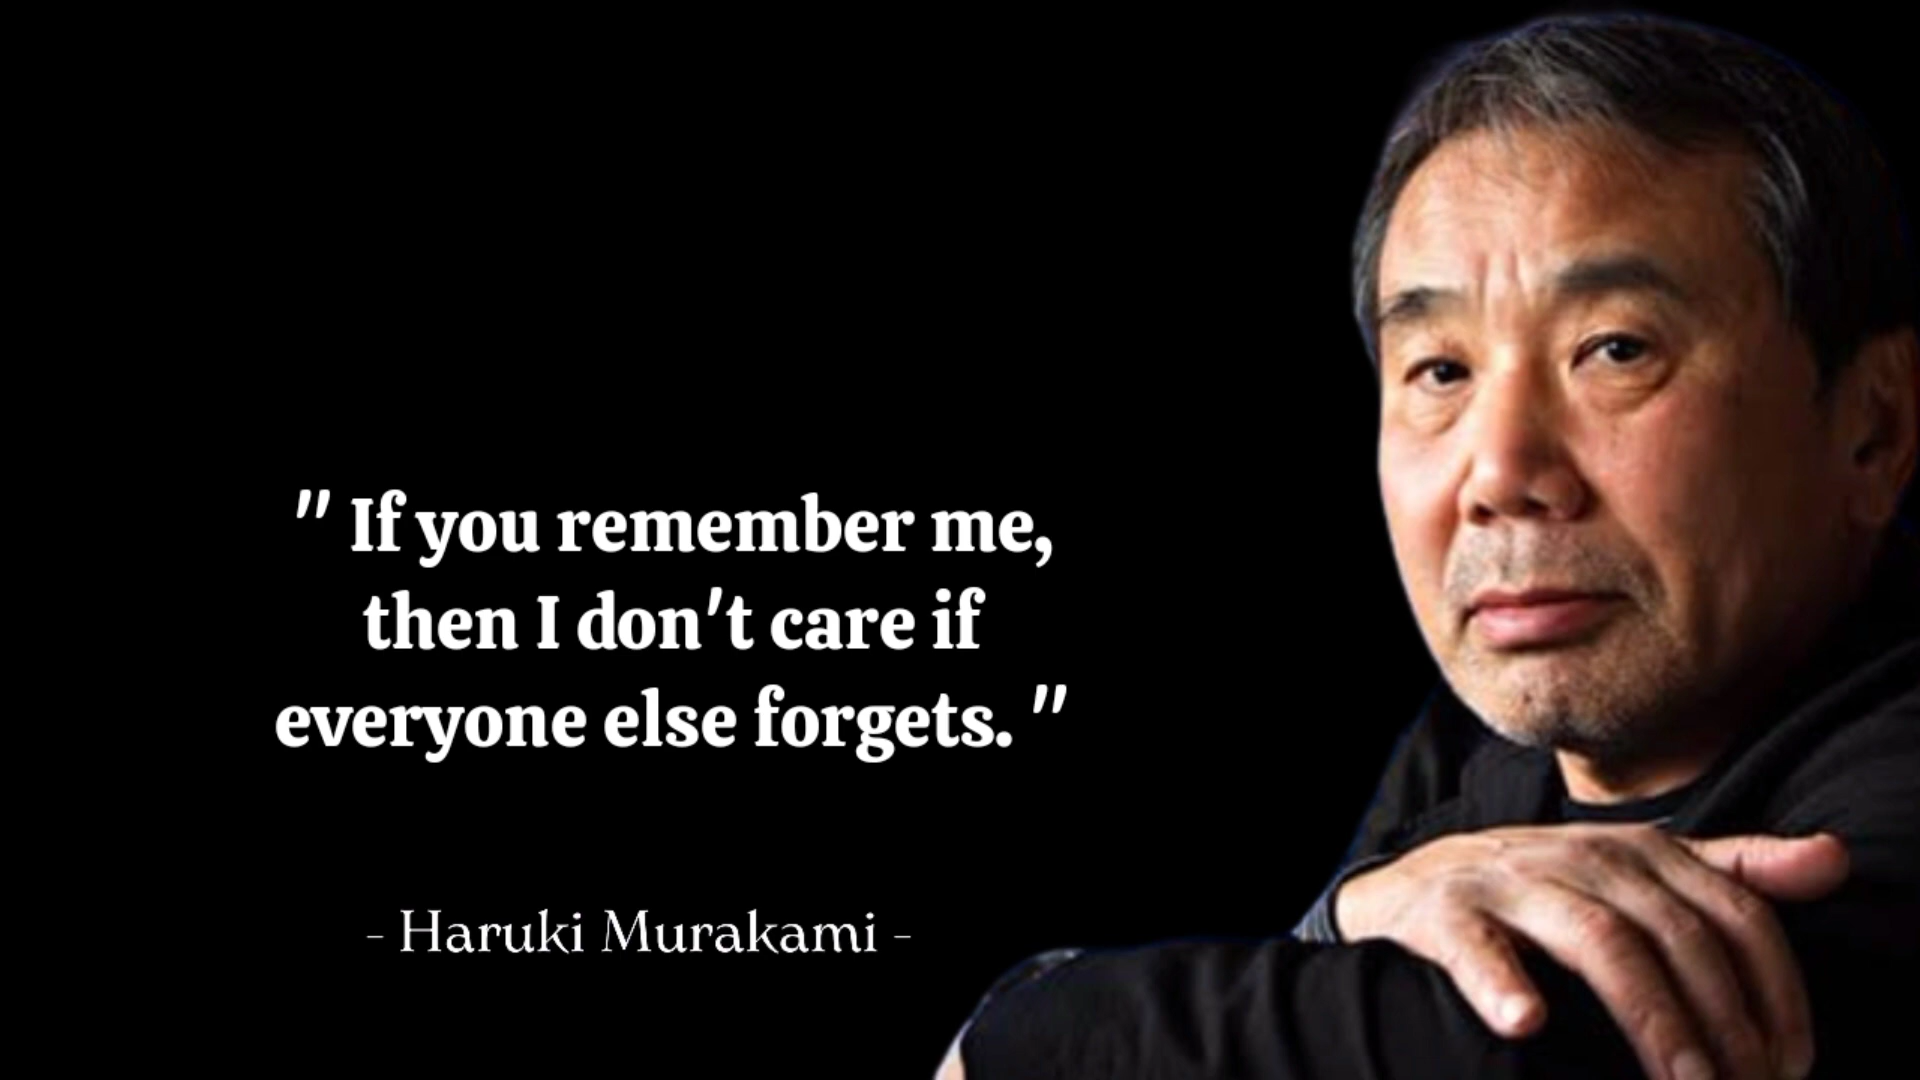 " If you remember me,
then I don't care if
everyone else forgets. "
- Haruki Murakami -